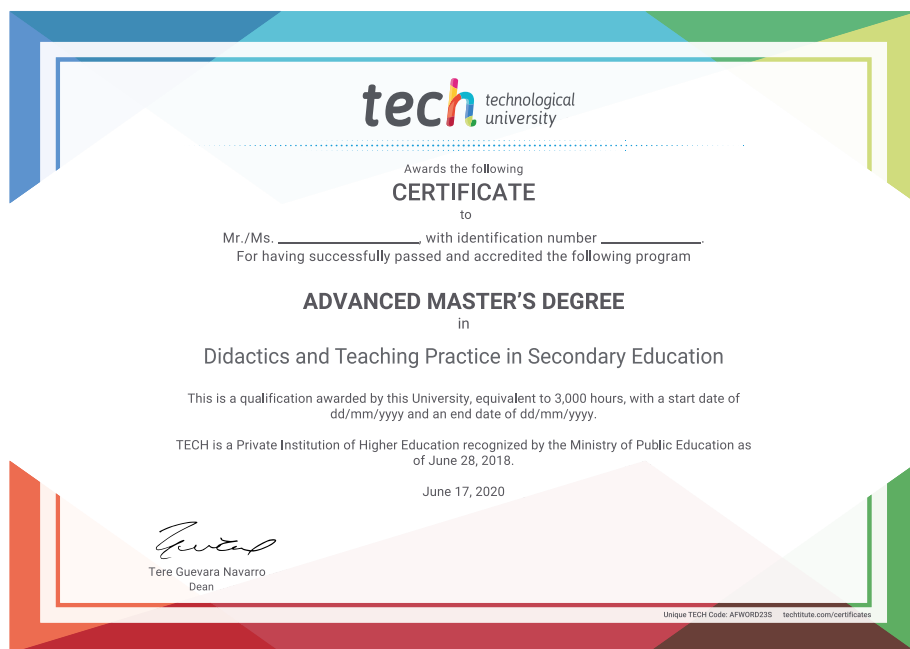 tech technological
university
Awards the following
CERTIFICATE
to
Mr./Ms. ____________________, with identification number ______________.
For having successfully passed and accredited the following program
ADVANCED MASTER’S DEGREE
in
Didactics and Teaching Practice in Secondary Education
This is a qualification awarded by this University, equivalent to 3,000 hours, with a start date of
dd/mm/yyyy and an end date of dd/mm/yyyy.
TECH is a Private Institution of Higher Education recognized by the Ministry of Public Education as
of June 28, 2018.
June 17, 2020
Tere Guevara Navarro
Dean
Unique TECH Code: AFWORD23S techtitute.com/certificates